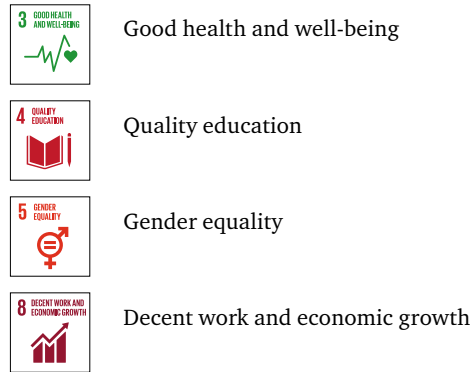 3 GOOD HEALTH
AND WELL-BEING
Good health and well-being
4 QUALITY
EDUCATION
Quality education
5 GENDER
EQUALITY
Gender equality
8 DECENT WORK AND
ECONOMIC GROWTH
Decent work and economic growth